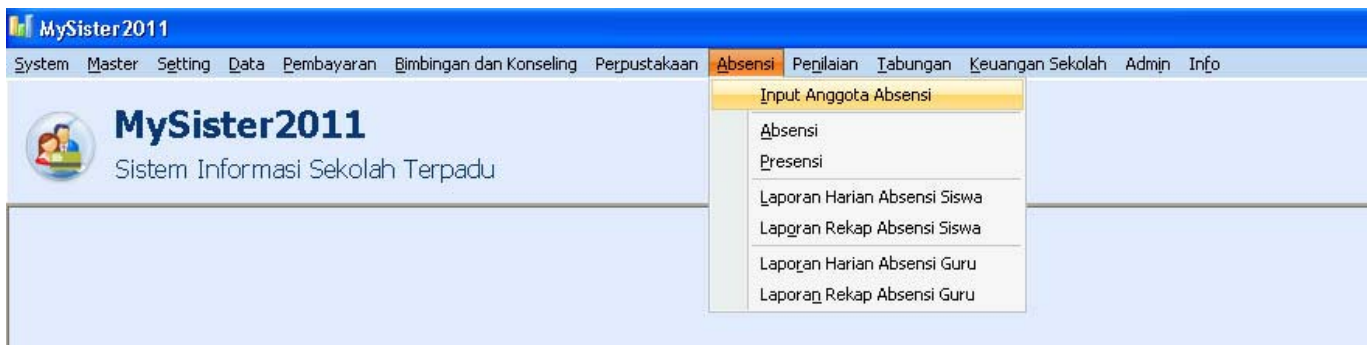 MySister2011
System Master Setting Data Pembayaran Bimbingan dan Konseling Perpustakaan Absensi Penilaian Tabungan Keuangan Sekolah Admin Info
MySister2011
Sistem Informasi Sekolah Terpadu
Input Anggota Absensi
Absensi
Presensi
Laporan Harian Absensi Siswa
Laporan Rekap Absensi Siswa
Laporan Harian Absensi Guru
Laporan Rekap Absensi Guru